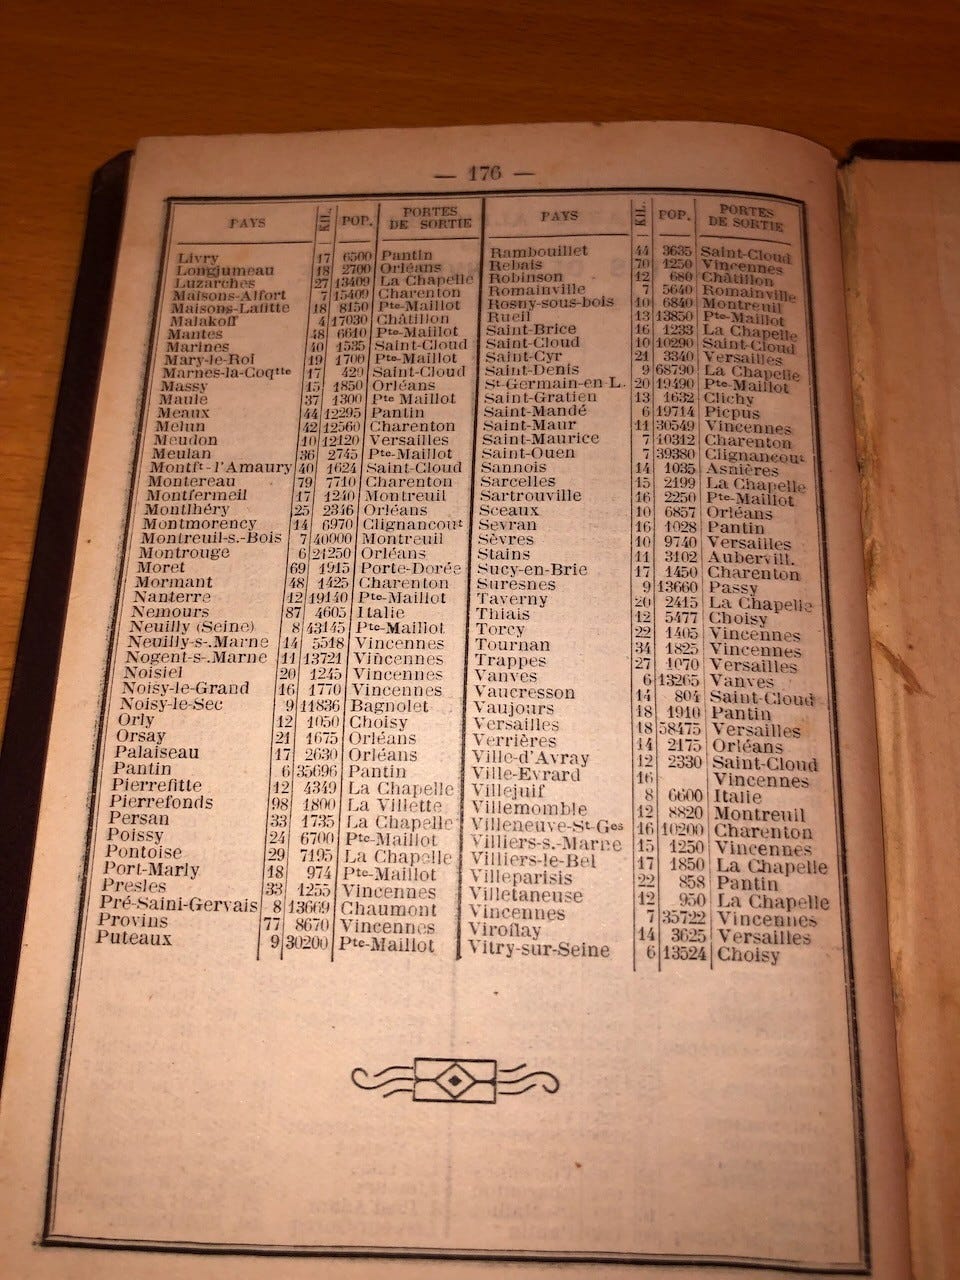 — 176 —
PAYS KIL. POP. PORTES DE SORTIE
Livry 17 6500 Pantin
Longjumeau 18 2700 Orléans
Luzarches 27 13409 La Chapelle
Maisons-Alfort 7 15409 Charenton
Maisons-Lafitte 18 8150 Pte-Maillot
Malakoff 4 17030 Châtillon
Mantes 48 6610 Pte-Maillot
Marines 40 1535 Saint-Cloud
Mary-le-Roi 19 1700 Pte-Maillot
Marnes-la-Coqtte 17 420 Saint-Cloud
Massy 15 1850 Orléans
Maule 37 1300 Pte Maillot
Meaux 44 12295 Pantin
Melun 42 12560 Charenton
Meudon 10 12120 Versailles
Meulan 36 2745 Pte-Maillot
Montft-l'Amaury 40 1624 Saint-Cloud
Montereau 79 7710 Charenton
Montfermeil 17 1240 Montreuil
Montlhéry 25 2346 Orléans
Montmorency 14 6970 Clignancout
Montreuil-s.-Bois 7 40000 Montreuil
Montrouge 6 21250 Orléans
Moret 69 1915 Porte-Dorée
Mormant 48 1425 Charenton
Nanterre 12 19140 Pte-Maillot
Nemours 87 4605 Italie
Neuilly (Seine) 8 43145 Pte-Maillot
Neuilly-s-.Marne 14 5518 Vincennes
Nogent-s-.Marne 11 13721 Vincennes
Noisiel 20 1245 Vincennes
Noisy-le-Grand 16 1770 Vincennes
Noisy-le-Sec 9 11836 Bagnolet
Orly 12 1050 Choisy
Orsay 21 1675 Orléans
Palaiseau 17 2630 Orléans
Pantin 6 35696 Pantin
Pierrefitte 12 4349 La Chapelle
Pierrefonds 98 1800 La Villette
Persan 33 1735 La Chapelle
Poissy 24 6700 Pte-Maillot
Pontoise 29 7195 La Chapelle
Port-Marly 18 974 Pte-Maillot
Presles 33 1255 Vincennes
Pré-Saini-Gervais 8 13669 Chaumont
Provins 77 8670 Vincennes
Puteaux 9 30200 Pte-Maillot
PAYS KIL. POP. PORTES DE SORTIE
Rambouillet 44 3635 Saint-Cloud
Rebais 70 1250 Vincennes
Robinson 12 680 Châtillon
Romainville 7 5640 Romainville
Rosny-sous-bois 10 6840 Montreuil
Rueil 13 13850 Pte-Maillot
Saint-Brice 16 1233 La Chapelle
Saint-Cloud 10 10290 Saint-Cloud
Saint-Cyr 21 3340 Versailles
Saint-Denis 9 68790 La Chapelle
St-Germain-en L. 20 19490 Pte-Maillot
Saint-Gratien 13 1632 Clichy
Saint-Mandé 6 19714 Picpus
Saint-Maur 11 30549 Vincennes
Saint-Maurice 7 10312 Charenton
Saint-Ouen 7 39380 Clignancout
Sannois 14 1035 Asnières
Sarcelles 15 2199 La Chapelle
Sartrouville 16 2250 Pte-Maillot
Sceaux 10 6857 Orléans
Sevran 16 1028 Pantin
Sèvres 10 9740 Versailles
Stains 11 3102 Aubervill.
Sucy-en-Brie 17 1450 Charenton
Suresnes 9 13660 Passy
Taverny 20 2415 La Chapelle
Thiais 12 5477 Choisy
Torcy 22 1405 Vincennes
Tournan 34 1825 Vincennes
Trappes 27 1070 Versailles
Vanves 6 13265 Vanves
Vaucresson 14 804 Saint-Cloud
Vaujours 18 1910 Pantin
Versailles 18 58475 Versailles
Verrières 14 2175 Orléans
Ville-d'Avray 12 2330 Saint-Cloud
Ville-Evrard 16 Vincennes
Villejuif 8 6600 Italie
Villemomble 12 8820 Montreuil
Villeneuve-St-Ges 16 10200 Charenton
Villiers-s.-Marne 15 1250 Vincennes
Villiers-le-Bel 17 1850 La Chapelle
Villeparisis 22 858 Pantin
Villetaneuse 12 950 La Chapelle
Vincennes 7 35722 Vincennes
Viroflay 14 3625 Versailles
Vitry-sur-Seine 6 13524 Choisy